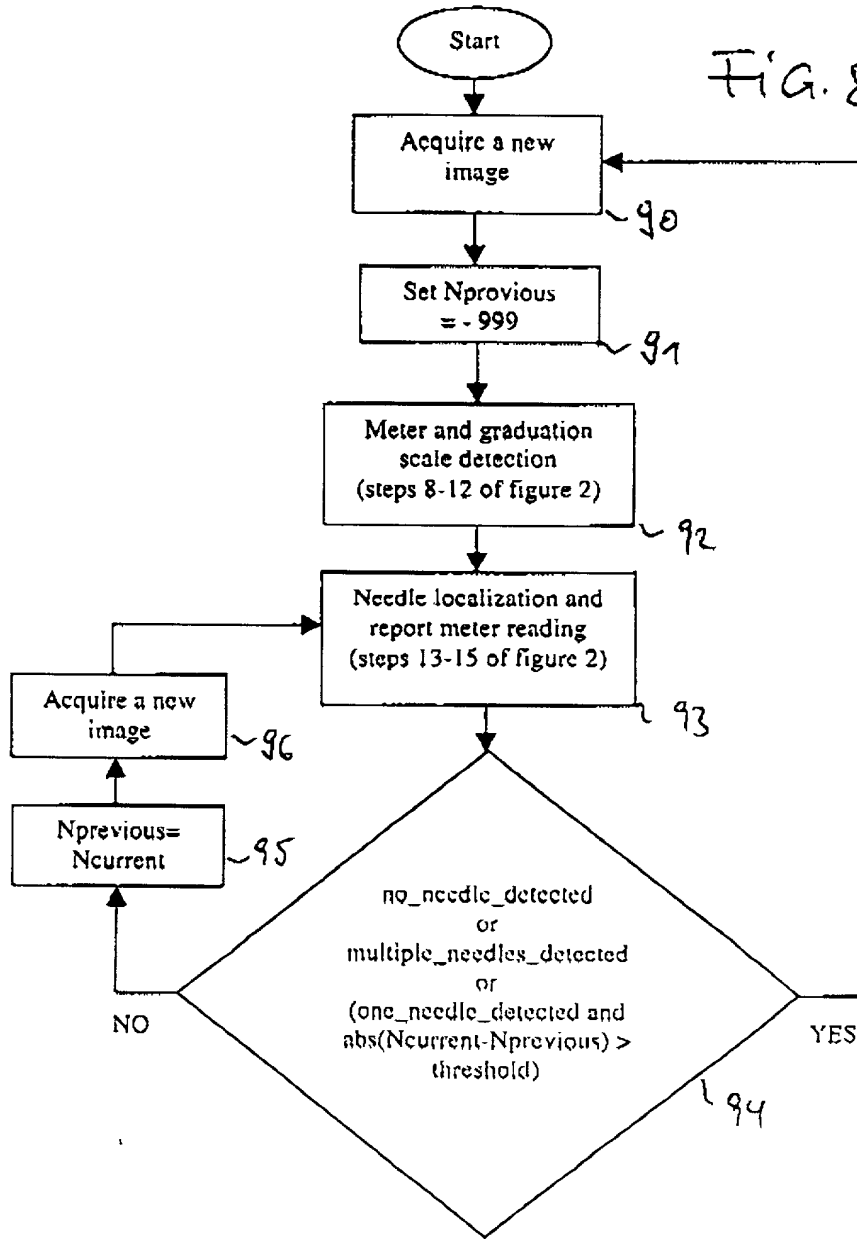 Start
FiG. 8
Acquire a new
image
90
Set Nprovious
= - 999
91
Meter and graduation
scale detection
(steps 8-12 of figure 2)
92
Needle localization and
report meter reading
(steps 13-15 of figure 2)
93
Acquire a new
image
96
Nprevious=
Ncurrent
95
no_needle_detected
or
multiple_needles_detected
or
(one_needle_detected and
abs(Ncurrent-Nprevious) >
threshold)
NO
YES
94